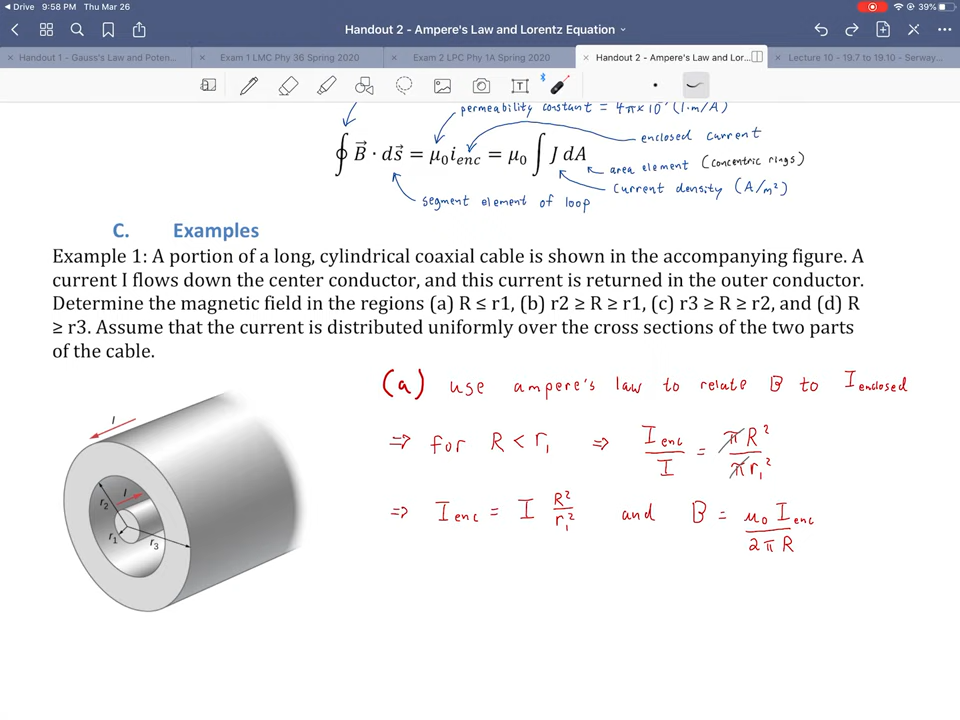 Drive 9:58 PM Thu Mar 26 39%
Handout 2 - Ampere's Law and Lorentz Equation
Handout 1 - Gauss's Law and Poten... Exam 1 LMC Phy 36 Spring 2020 Exam 2 LPC Phy 1A Spring 2020 Handout 2 - Ampere's Law and Lor... Lecture 10 - 19.7 to 19.10 - Serway...
permeability constant = 4π×10 (T·m/A)
enclosed current
∮ B⃗ · ds⃗ = μ₀i_enc = μ₀ ∫ J dA
area element (concentric rings)
current density (A/m²)
segment element of loop
C. Examples
Example 1: A portion of a long, cylindrical coaxial cable is shown in the accompanying figure. A
current I flows down the center conductor, and this current is returned in the outer conductor.
Determine the magnetic field in the regions (a) R ≤ r1, (b) r2 ≥ R ≥ r1, (c) r3 ≥ R ≥ r2, and (d) R
≥ r3. Assume that the current is distributed uniformly over the cross sections of the two parts
of the cable.
(a) use ampere's law to relate B to I enclosed
⇒ for R < r₁ ⇒ I enc / I = πR² / πr₁²
⇒ I enc = I R²/r₁² and B = μ₀ I enc / 2πR
I
I
r₂
r₁
r₃